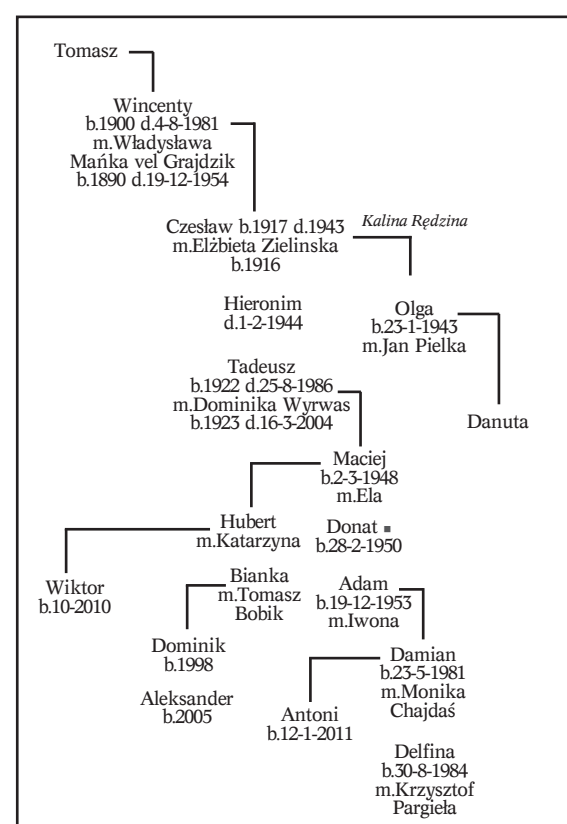 Tomasz
Wincenty
b.1900 d.4-8-1981
m.Władysława
Mańka vel Grajdzik
b.1890 d.19-12-1954
Czesław b.1917 d.1943
m.Elżbieta Zielinska
b.1916
Kalina Rędzina
Hieronim
d.1-2-1944
Olga
b.23-1-1943
m.Jan Pielka
Tadeusz
b.1922 d.25-8-1986
m.Dominika Wyrwas
b.1923 d.16-3-2004
Danuta
Maciej
b.2-3-1948
m.Ela
Hubert
m.Katarzyna
Donat
b.28-2-1950
Wiktor
b.10-2010
Bianka
m.Tomasz
Bobik
Adam
b.19-12-1953
m.Iwona
Dominik
b.1998
Damian
b.23-5-1981
m.Monika
Chajdaś
Aleksander
b.2005
Antoni
b.12-1-2011
Delfina
b.30-8-1984
m.Krzysztof
Pargieła